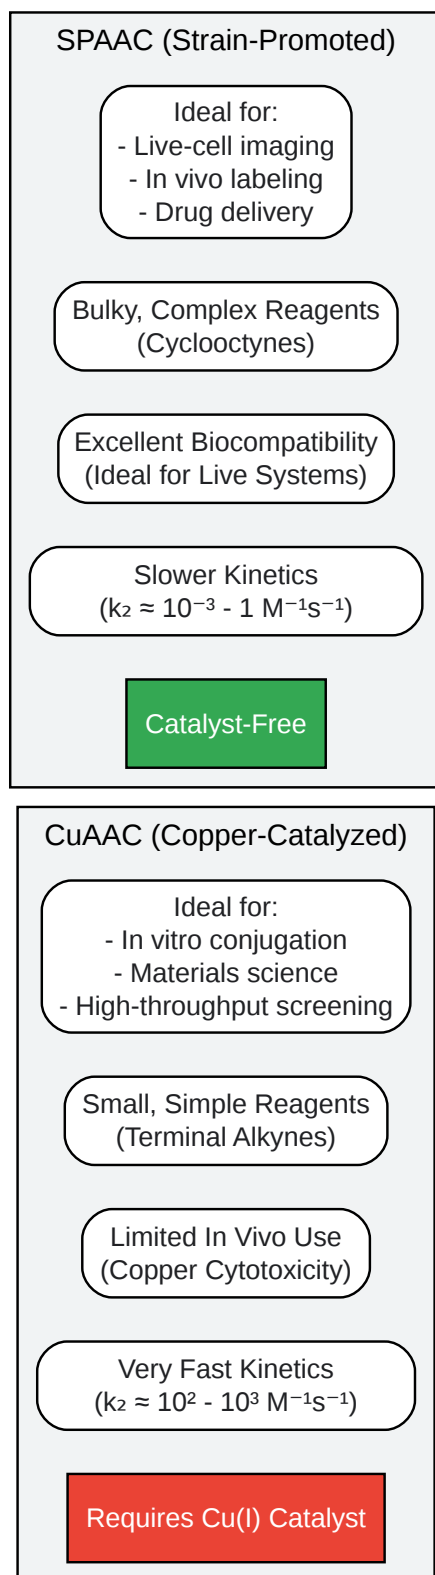 SPAAC (Strain-Promoted)
Ideal for:
- Live-cell imaging
- In vivo labeling
- Drug delivery
Bulky, Complex Reagents
(Cyclooctynes)
Excellent Biocompatibility
(Ideal for Live Systems)
Slower Kinetics
(k₂ ≈ 10⁻³ - 1 M⁻¹s⁻¹)
Catalyst-Free
CuAAC (Copper-Catalyzed)
Ideal for:
- In vitro conjugation
- Materials science
- High-throughput screening
Small, Simple Reagents
(Terminal Alkynes)
Limited In Vivo Use
(Copper Cytotoxicity)
Very Fast Kinetics
(k₂ ≈ 10² - 10³ M⁻¹s⁻¹)
Requires Cu(I) Catalyst